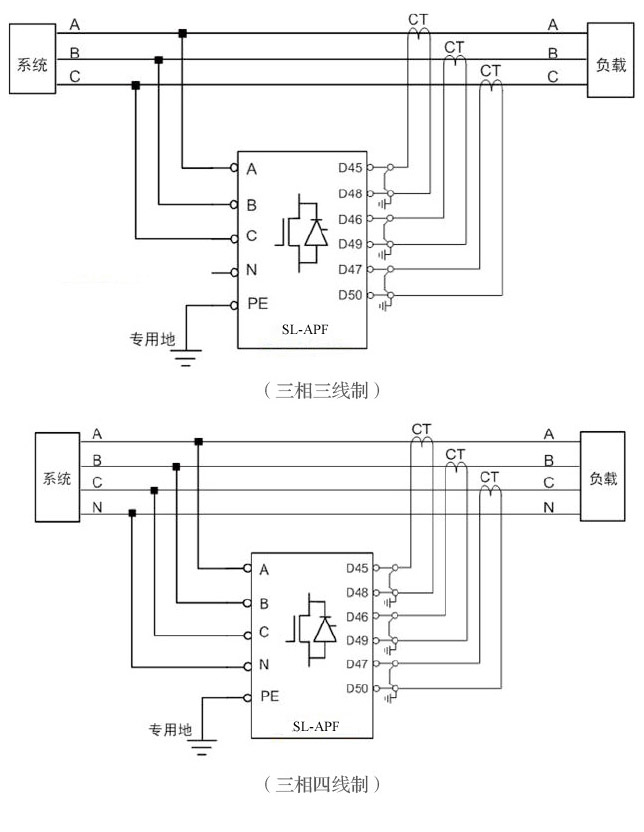 CT
A A
系统 B CT B 负载
C CT C
A D45
B D48
D46
C D49
N D47
PE D50
专用地 SL-APF
（三相三线制）
CT
A A
B CT B
系统 C CT C 负载
N N
A D45
B D48
D46
C D49
N D47
PE D50
专用地 SL-APF
（三相四线制）